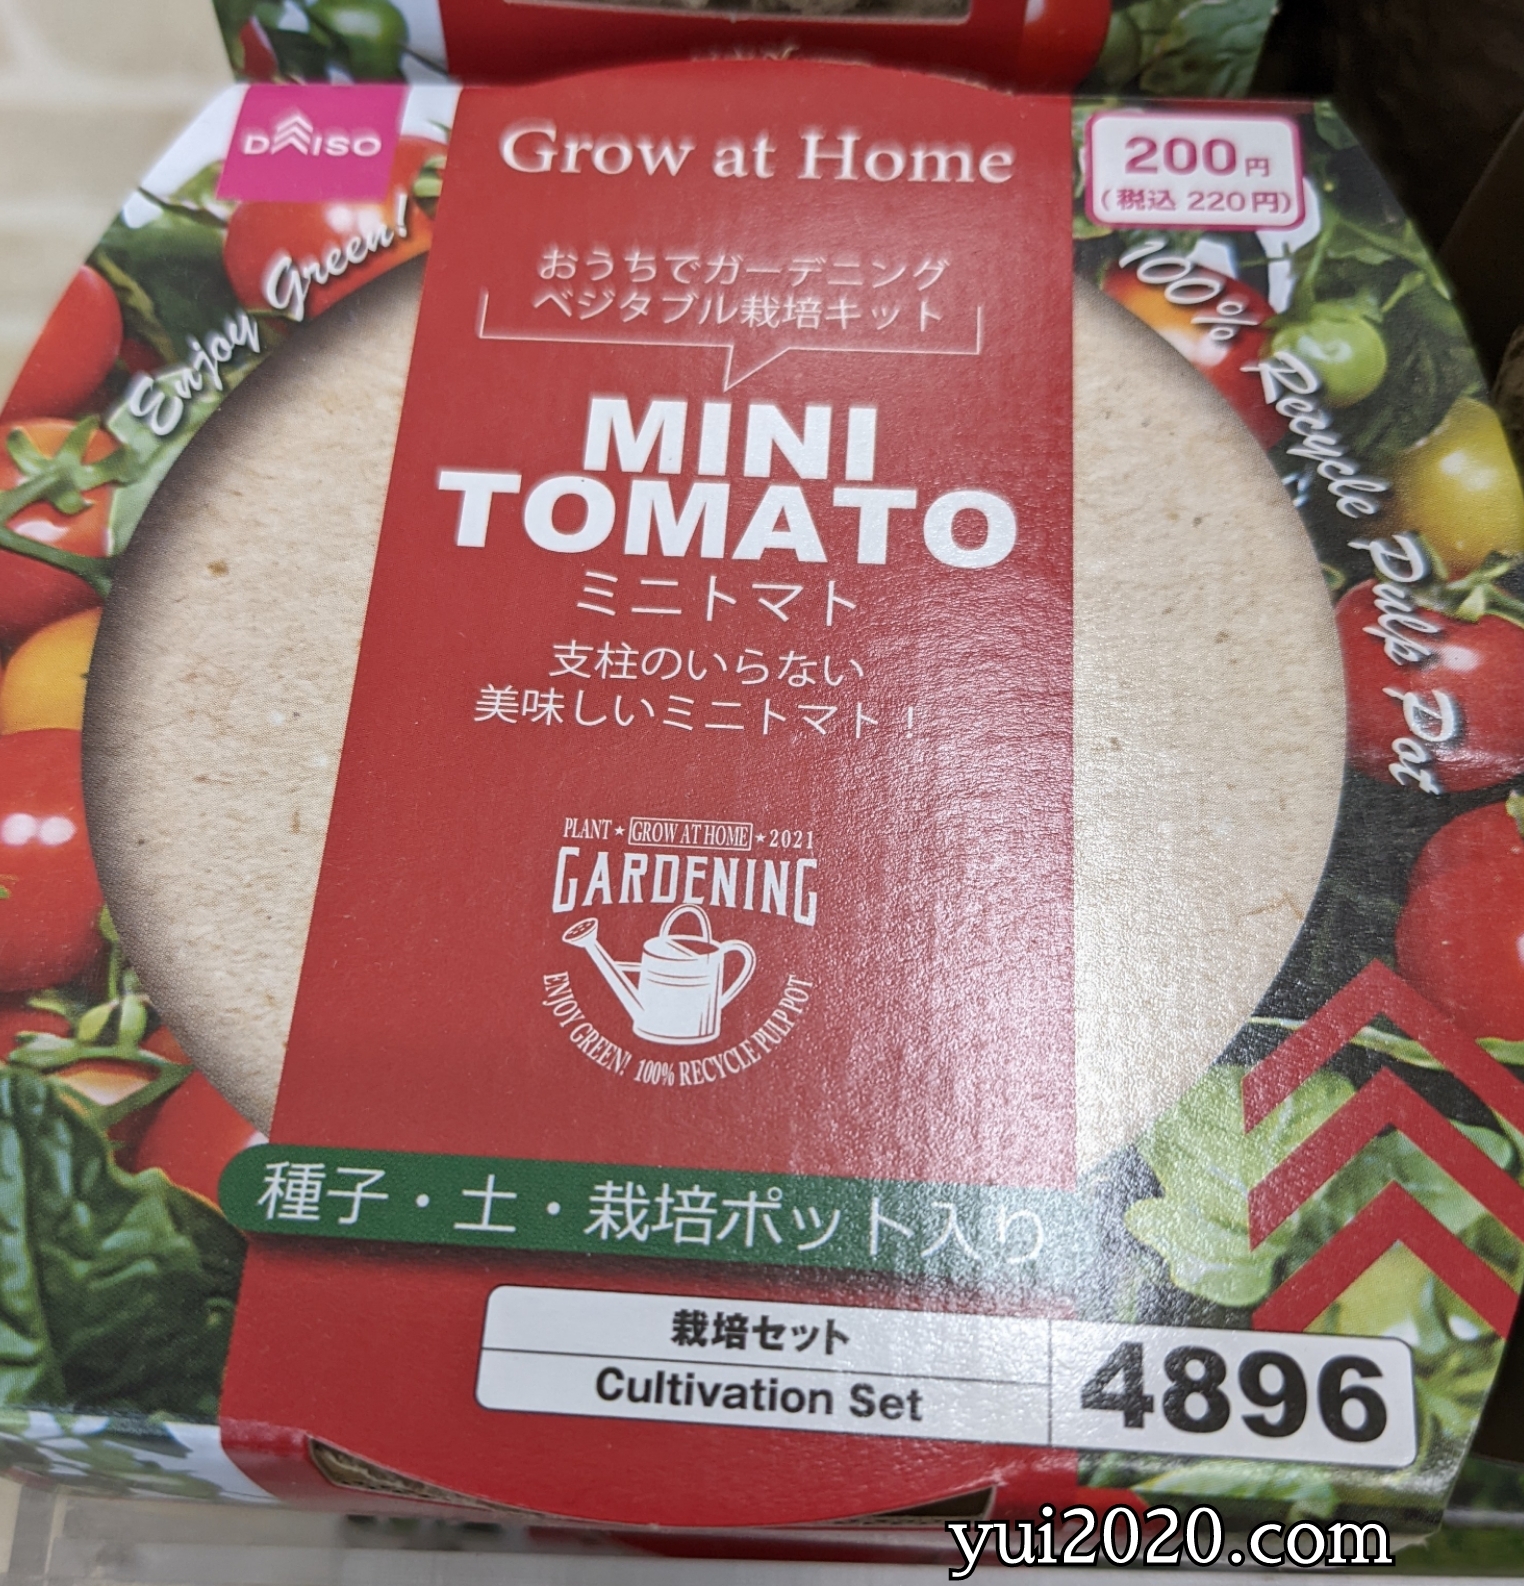 DAISO
Grow at Home
200円
(税込 220円)
Enjoy Green!
100% Recycle Pulp Pot
おうちでガーデニング
ベジタブル栽培キット
MINI
TOMATO
ミニトマト
支柱のいらない
美味しいミニトマト!
PLANT★GROW AT HOME★2021
GARDENING
ENJOY GREEN! 100% RECYCLE PULP POT
種子・土・栽培ポット入り
栽培セット
Cultivation Set
4896
yui2020.com